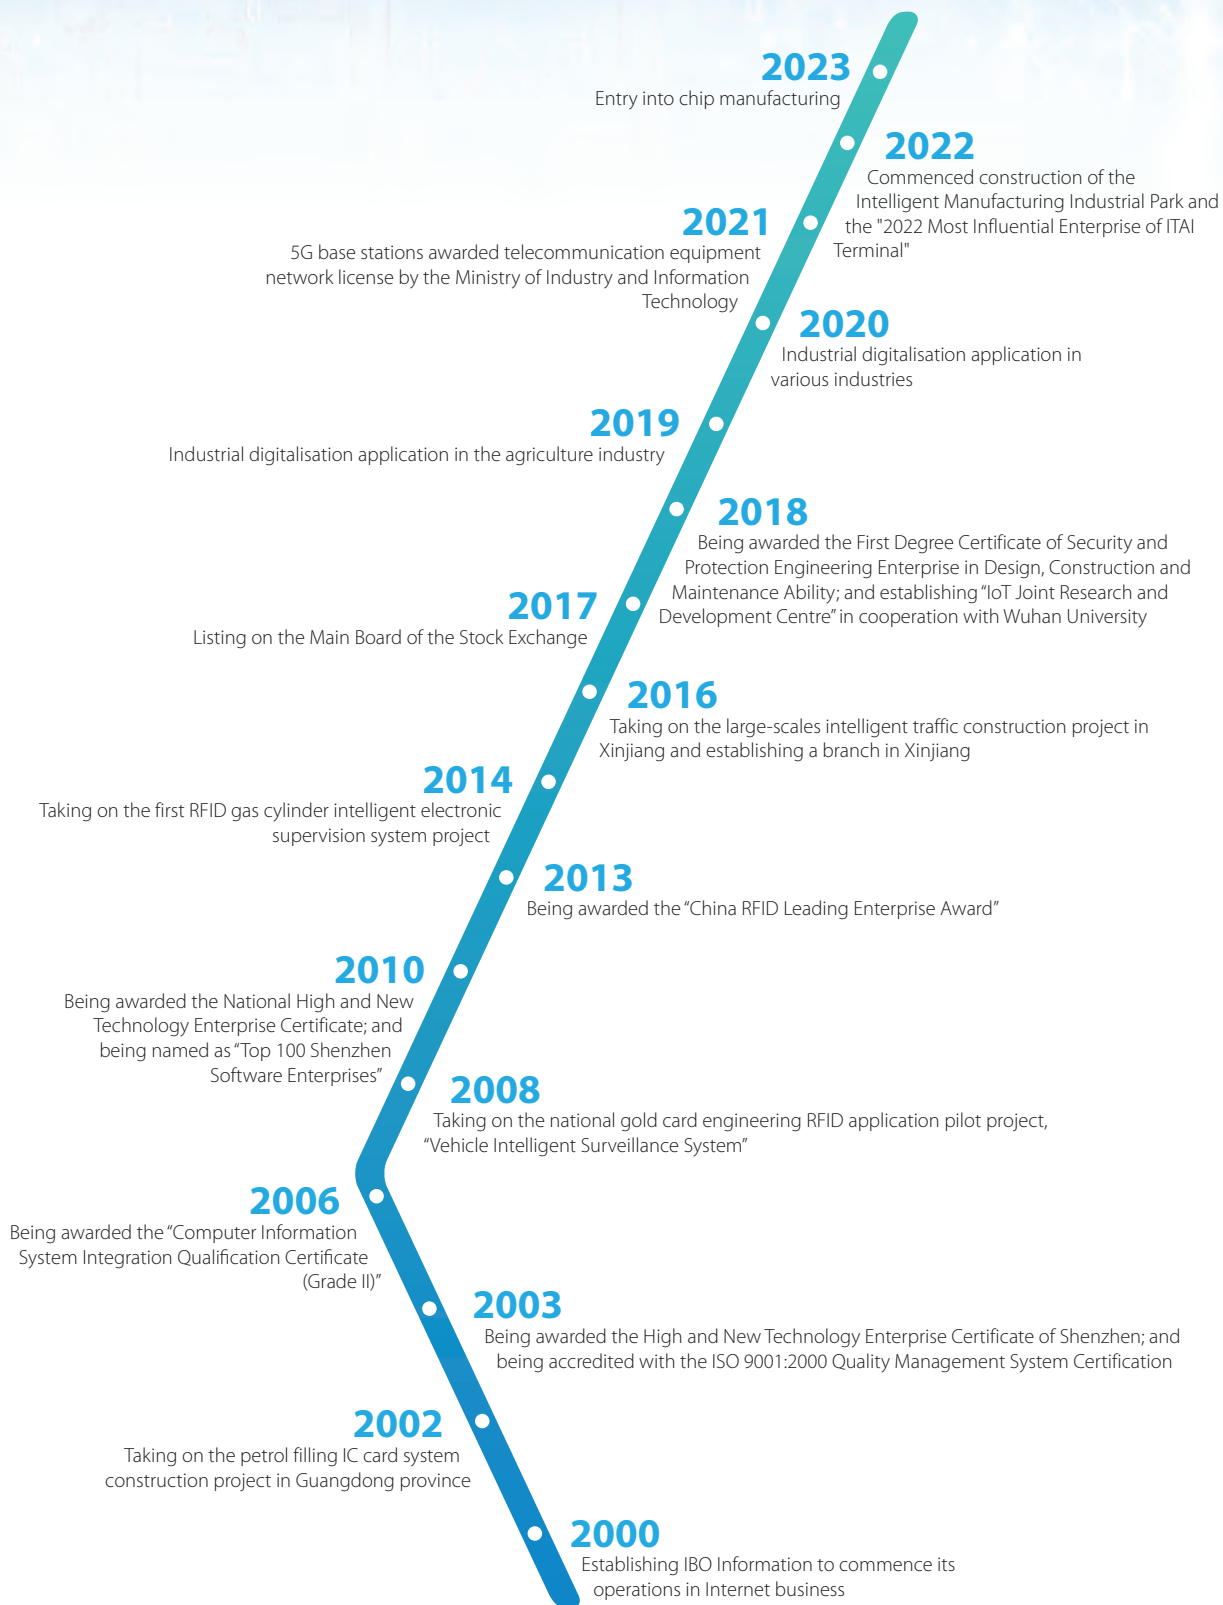 2023
Entry into chip manufacturing
2022
Commenced construction of the
Intelligent Manufacturing Industrial Park and
the "2022 Most Influential Enterprise of ITAI
Terminal"
2021
5G base stations awarded telecommunication equipment
network license by the Ministry of Industry and Information
Technology
2020
Industrial digitalisation application in
various industries
2019
Industrial digitalisation application in the agriculture industry
2018
Being awarded the First Degree Certificate of Security and
Protection Engineering Enterprise in Design, Construction and
Maintenance Ability; and establishing “IoT Joint Research and
Development Centre” in cooperation with Wuhan University
2017
Listing on the Main Board of the Stock Exchange
2016
Taking on the large-scales intelligent traffic construction project in
Xinjiang and establishing a branch in Xinjiang
2014
Taking on the first RFID gas cylinder intelligent electronic
supervision system project
2013
Being awarded the “China RFID Leading Enterprise Award”
2010
Being awarded the National High and New
Technology Enterprise Certificate; and
being named as “Top 100 Shenzhen
Software Enterprises”
2008
Taking on the national gold card engineering RFID application pilot project,
“Vehicle Intelligent Surveillance System”
2006
Being awarded the “Computer Information
System Integration Qualification Certificate
(Grade II)”
2003
Being awarded the High and New Technology Enterprise Certificate of Shenzhen; and
being accredited with the ISO 9001:2000 Quality Management System Certification
2002
Taking on the petrol filling IC card system
construction project in Guangdong province
2000
Establishing IBO Information to commence its
operations in Internet business